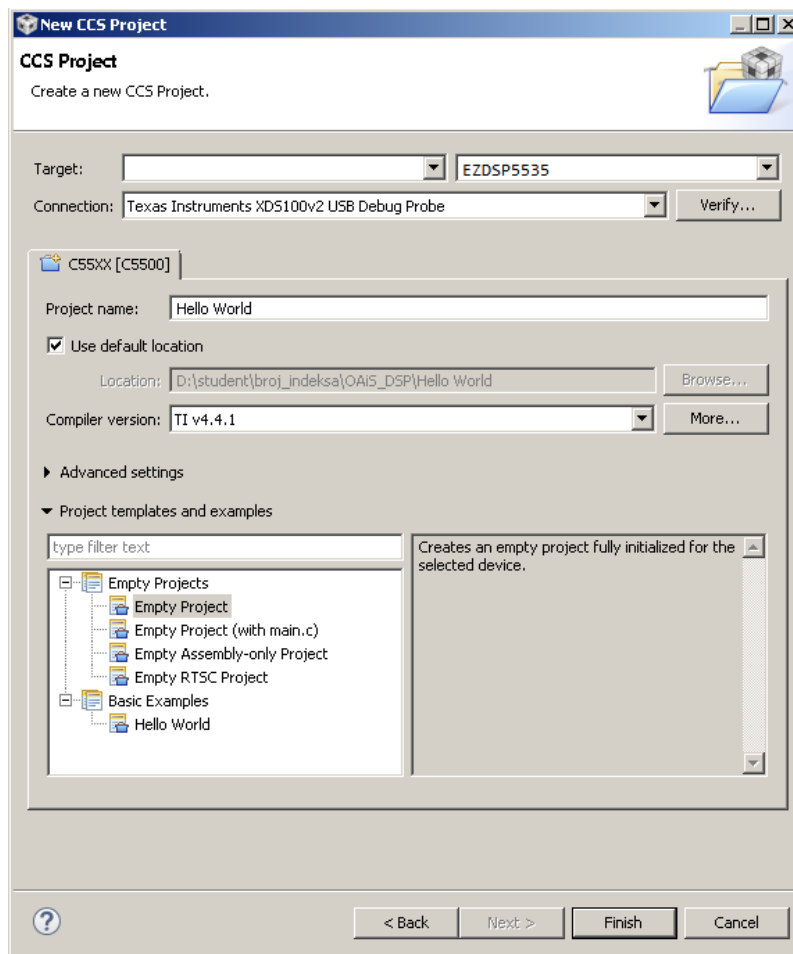 New CCS Project
CCS Project
Create a new CCS Project.
Target: EZDSP5535
Connection: Texas Instruments XDS100v2 USB Debug Probe Verify...
C55XX [C5500]
Project name: Hello World
Use default location
Location: D:\student\broj_indeksa\OAiS_DSP\Hello World Browse...
Compiler version: TI v4.4.1 More...
Advanced settings
Project templates and examples
type filter text
Creates an empty project fully initialized for the
selected device.
Empty Projects
Empty Project
Empty Project (with main.c)
Empty Assembly-only Project
Empty RTSC Project
Basic Examples
Hello World
? < Back Next > Finish Cancel